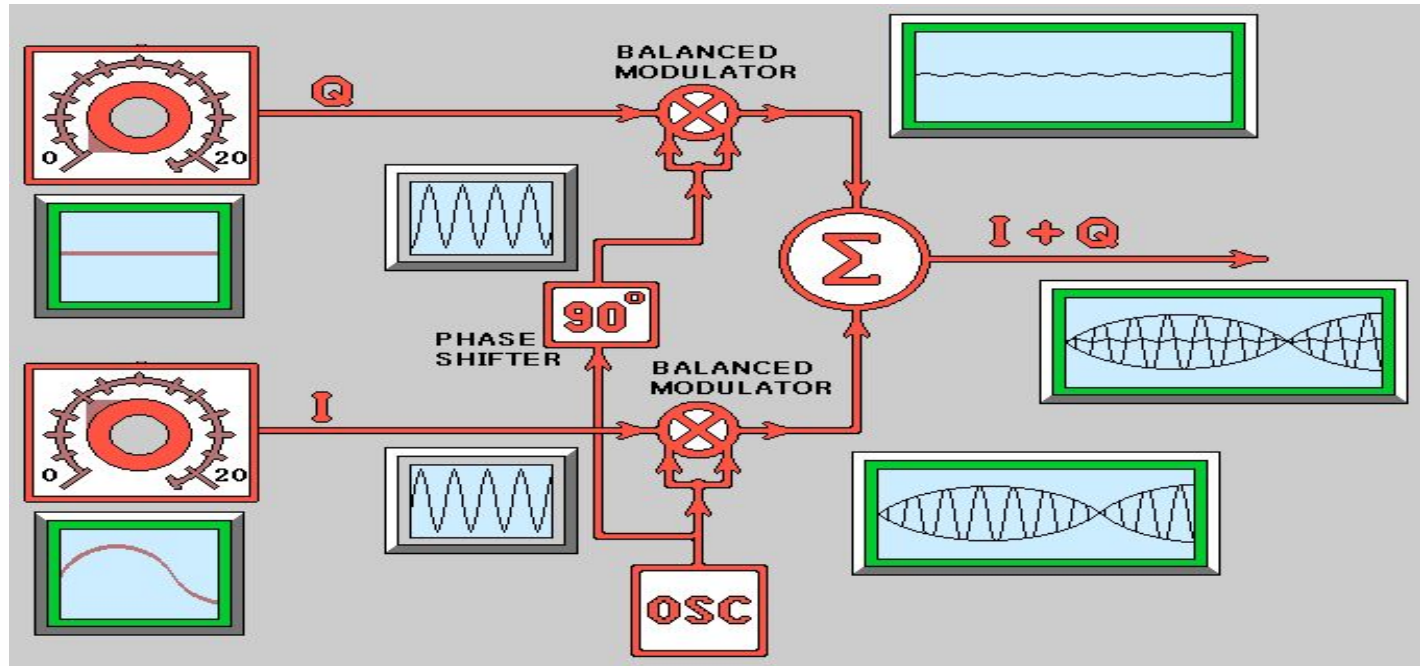 BALANCED
MODULATOR
Q
0
20
I + Q
Σ
90°
PHASE
SHIFTER
BALANCED
MODULATOR
I
0
20
OSC